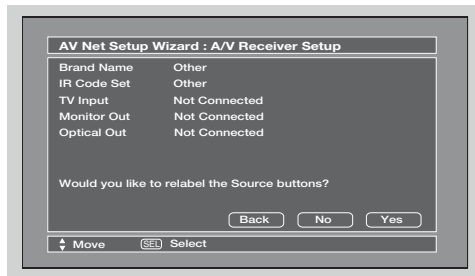 AV Net Setup Wizard : A/V Receiver Setup
Brand Name Other
IR Code Set Other
TV Input Not Connected
Monitor Out Not Connected
Optical Out Not Connected
Would you like to relabel the Source buttons?
Back No Yes
Move SEL Select